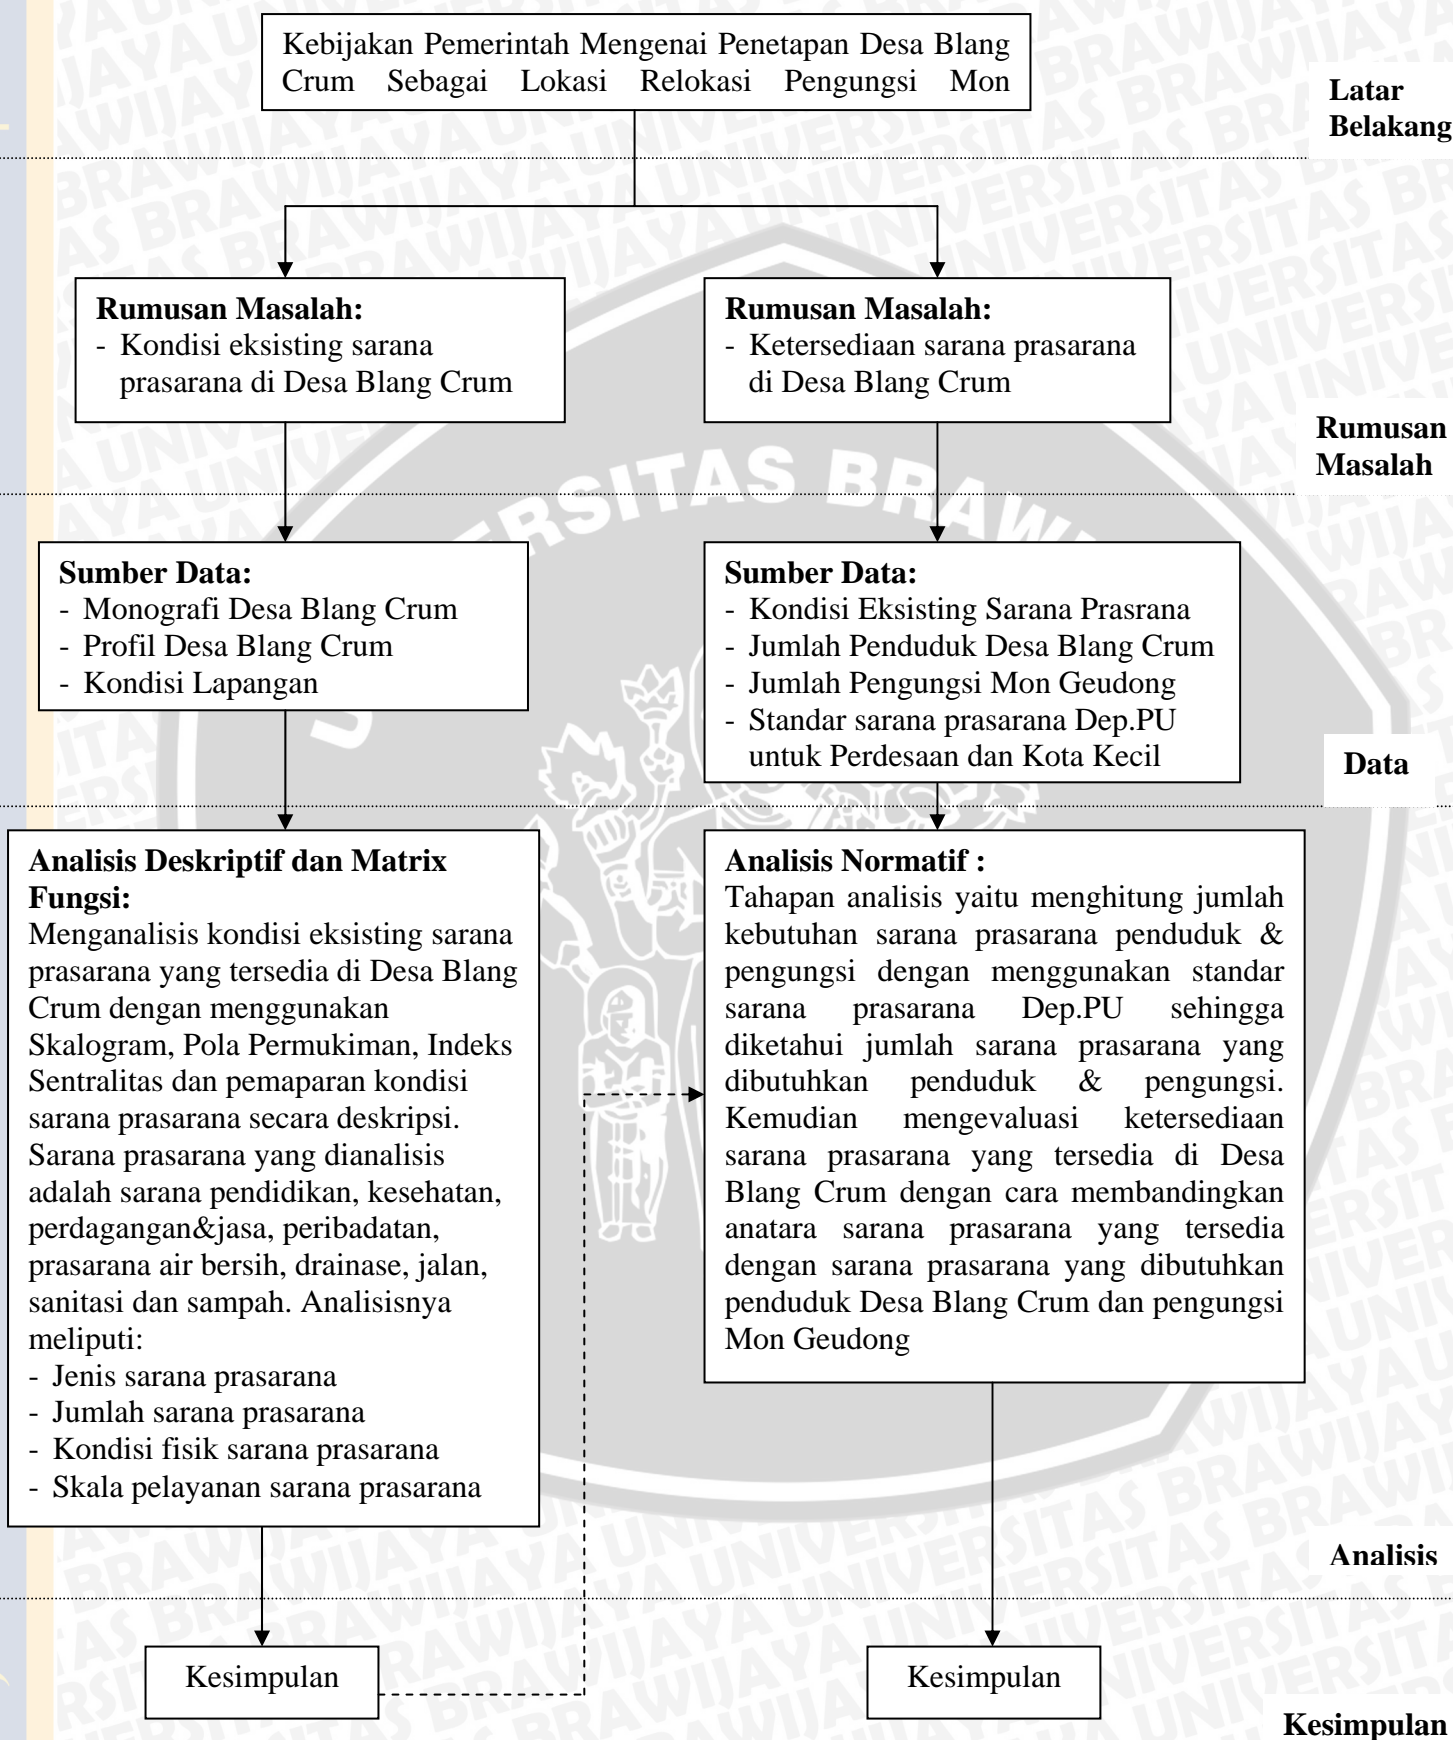 Kebijakan Pemerintah Mengenai Penetapan Desa Blang
Crum Sebagai Lokasi Relokasi Pengungsi Mon
Latar
Belakang
Rumusan Masalah:
- Kondisi eksisting sarana
prasarana di Desa Blang Crum
Rumusan Masalah:
- Ketersediaan sarana prasarana
di Desa Blang Crum
Rumusan
Masalah
Sumber Data:
- Monografi Desa Blang Crum
- Profil Desa Blang Crum
- Kondisi Lapangan
Sumber Data:
- Kondisi Eksisting Sarana Prasrana
- Jumlah Penduduk Desa Blang Crum
- Jumlah Pengungsi Mon Geudong
- Standar sarana prasarana Dep.PU
untuk Perdesaan dan Kota Kecil
Data
Analisis Deskriptif dan Matrix
Fungsi:
Menganalisis kondisi eksisting sarana
prasarana yang tersedia di Desa Blang
Crum dengan menggunakan
Skalogram, Pola Permukiman, Indeks
Sentralitas dan pemaparan kondisi
sarana prasarana secara deskripsi.
Sarana prasarana yang dianalisis
adalah sarana pendidikan, kesehatan,
perdagangan&jasa, peribadatan,
prasarana air bersih, drainase, jalan,
sanitasi dan sampah. Analisisnya
meliputi:
- Jenis sarana prasarana
- Jumlah sarana prasarana
- Kondisi fisik sarana prasarana
- Skala pelayanan sarana prasarana
Analisis Normatif :
Tahapan analisis yaitu menghitung jumlah
kebutuhan sarana prasarana penduduk &
pengungsi dengan menggunakan standar
sarana prasarana Dep.PU sehingga
diketahui jumlah sarana prasarana yang
dibutuhkan penduduk & pengungsi.
Kemudian mengevaluasi ketersediaan
sarana prasarana yang tersedia di Desa
Blang Crum dengan cara membandingkan
anatara sarana prasarana yang tersedia
dengan sarana prasarana yang dibutuhkan
penduduk Desa Blang Crum dan pengungsi
Mon Geudong
Analisis
Kesimpulan
Kesimpulan
Kesimpulan